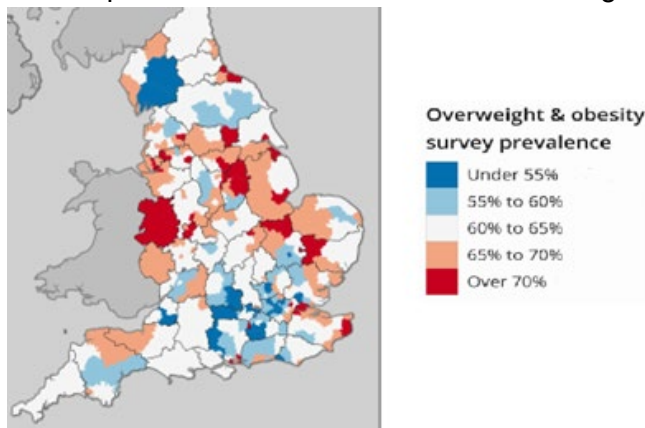 Overweight & obesity
survey prevalence
Under 55%
55% to 60%
60% to 65%
65% to 70%
Over 70%